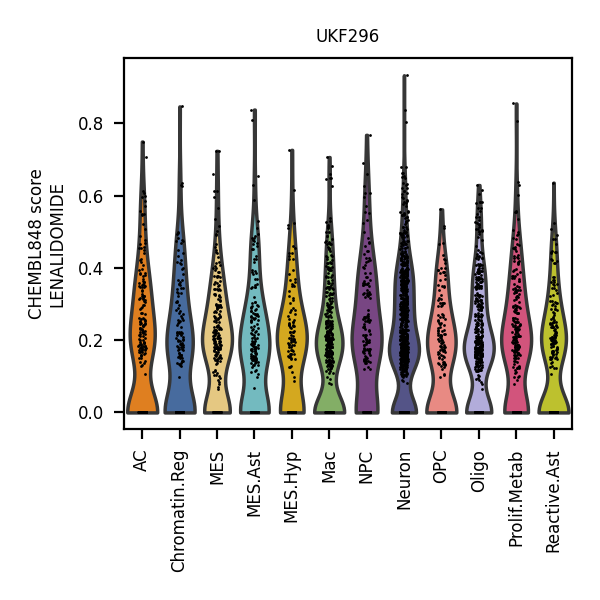 UKF296
CHEMBL848 score
LENALIDOMIDE
0.8
0.6
0.4
0.2
0.0
AC
Chromatin.Reg
MES
MES.Ast
MES.Hyp
Mac
NPC
Neuron
OPC
Oligo
Prolif.Metab
Reactive.Ast